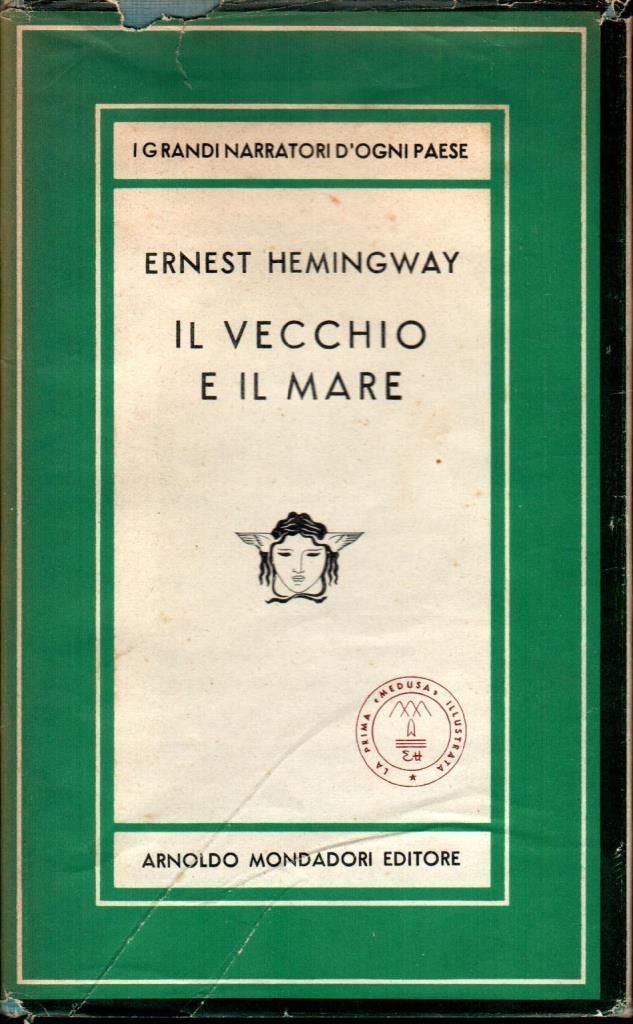 I GRANDI NARRATORI D'OGNI PAESE
ERNEST HEMINGWAY
IL VECCHIO
E IL MARE
LA PRIMA «MEDUSA» ILLUSTRATA
EH
ARNOLDO MONDADORI EDITORE